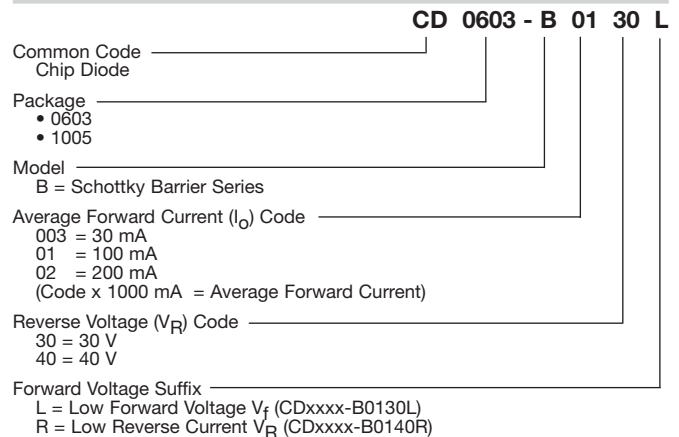 CD 0603 - B 01 30 L
Common Code
Chip Diode
Package
• 0603
• 1005
Model
B = Schottky Barrier Series
Average Forward Current (Io) Code
003 = 30 mA
01 = 100 mA
02 = 200 mA
(Code x 1000 mA = Average Forward Current)
Reverse Voltage (VR) Code
30 = 30 V
40 = 40 V
Forward Voltage Suffix
L = Low Forward Voltage Vf (CDxxxx-B0130L)
R = Low Reverse Current VR (CDxxxx-B0140R)